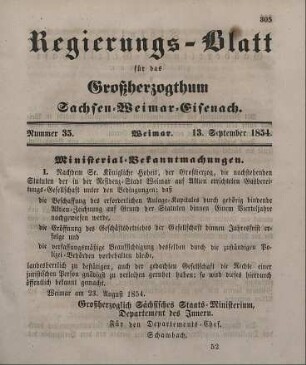 305
Regierungs-Blatt
für das
Großherzogthum
Sachsen-Weimar-Eisenach.
Nummer 35. Weimar. 13. September 1854.
Ministerial-Bekanntmachungen.
I. Nachdem Se. Königliche Hoheit, der Großherzog, die nachstehenden
Statuten der in der Residenz-Stadt Weimar auf Aktien errichteten Gasberei-
tungs-Gesellschaft unter den Bedingungen, daß
die Beschaffung des erforderlichen Anlage-Kapitales durch gehörig bindende
Aktien-Zeichnung auf Grund der Statuten binnen Einem Vierteljahre
nachgewiesen werde,
die Eröffnung des Geschäftsbetriebes der Gesellschaft binnen Jahresfrist er-
folge und
die verfassungsmäßige Beaufsichtigung desselben durch die zuständigen Po-
lizei-Behörden vorbehalten bleibe,
landesherrlich zu bestätigen, auch der gedachten Gesellschaft die Rechte einer
juristischen Person gnädigst zu verleihen geruhet haben: so wird dieses andurch
öffentlich bekannt gemacht.
Weimar am 23. August 1854.
Großherzoglich Sächsisches Staats-Ministerium,
Departement des Innern.
Für den Departements-Chef.
Schambach.
52